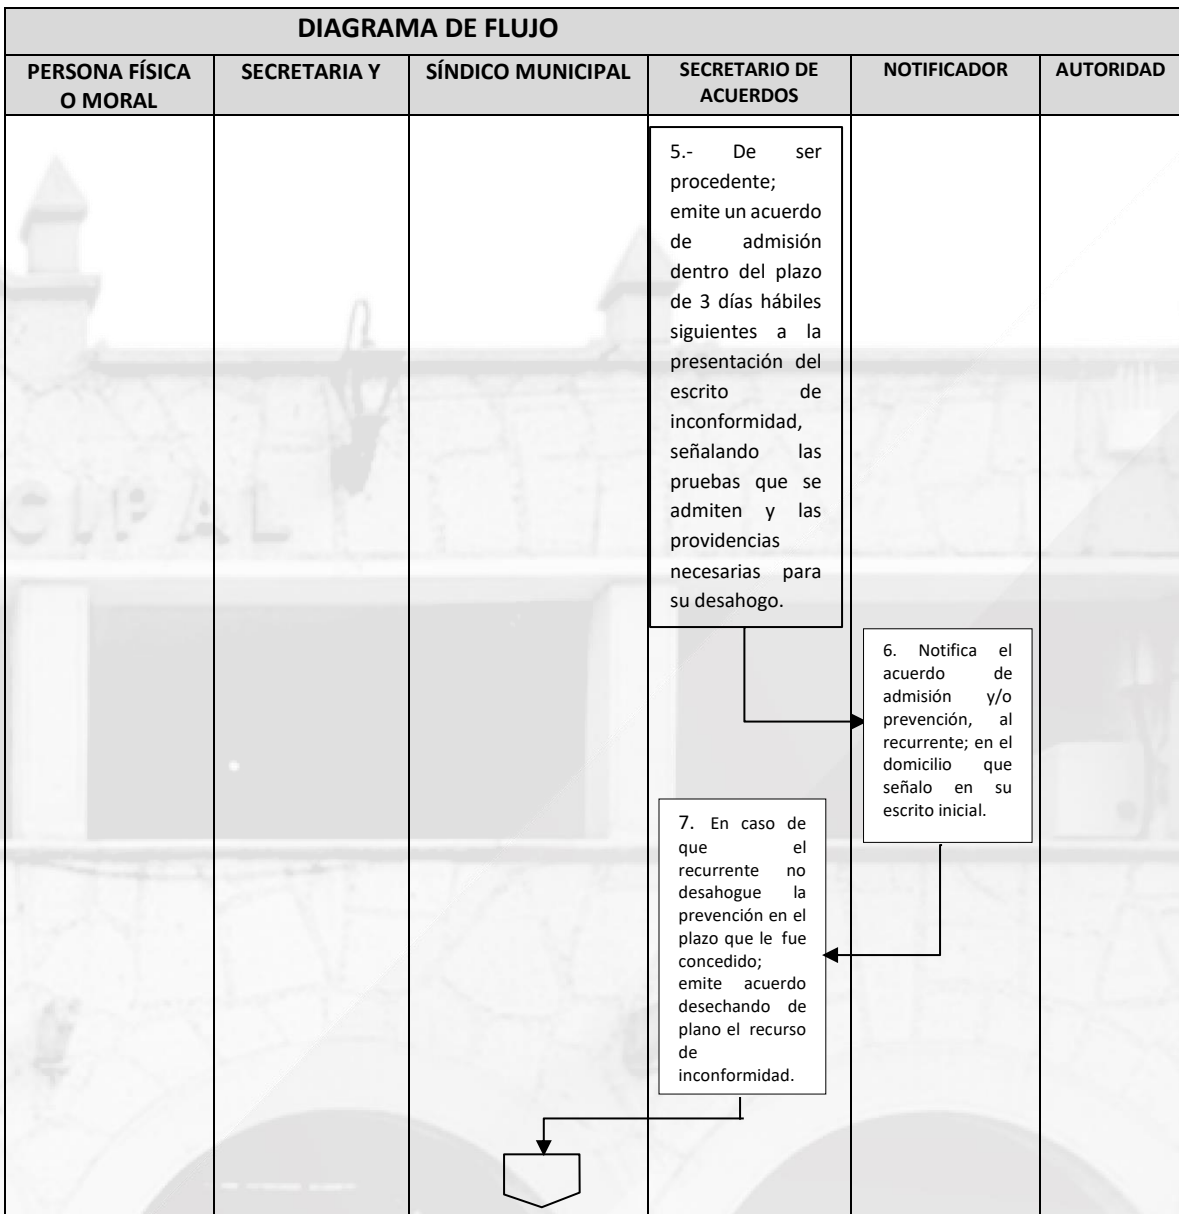 DIAGRAMA DE FLUJO
PERSONA FÍSICA
O MORAL
SECRETARIA Y
SÍNDICO MUNICIPAL
SECRETARIO DE
ACUERDOS
NOTIFICADOR
AUTORIDAD
5.- De ser
procedente;
emite un acuerdo
de admisión
dentro del plazo
de 3 días hábiles
siguientes a la
presentación del
escrito de
inconformidad,
señalando las
pruebas que se
admiten y las
providencias
necesarias para
su desahogo.
6. Notifica el
acuerdo de
admisión y/o
prevención, al
recurrente; en el
domicilio que
señalo en su
escrito inicial.
7. En caso de
que el
recurrente no
desahogue la
prevención en el
plazo que le fue
concedido;
emite acuerdo
desechando de
plano el recurso
de
inconformidad.
CIPAL